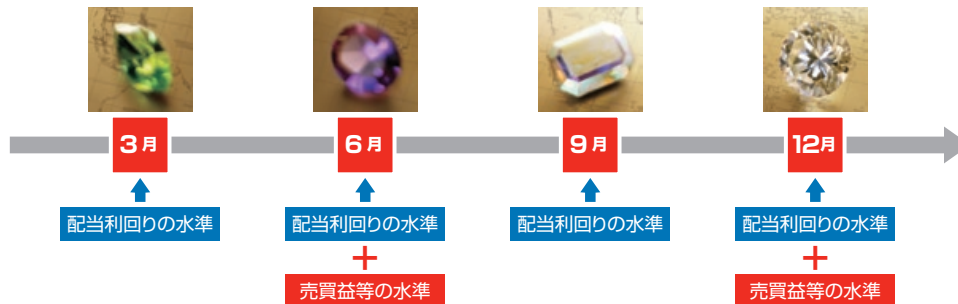 3月
6月
9月
12月
配当利回りの水準
配当利回りの水準
配当利回りの水準
配当利回りの水準
+
+
売買益等の水準
売買益等の水準